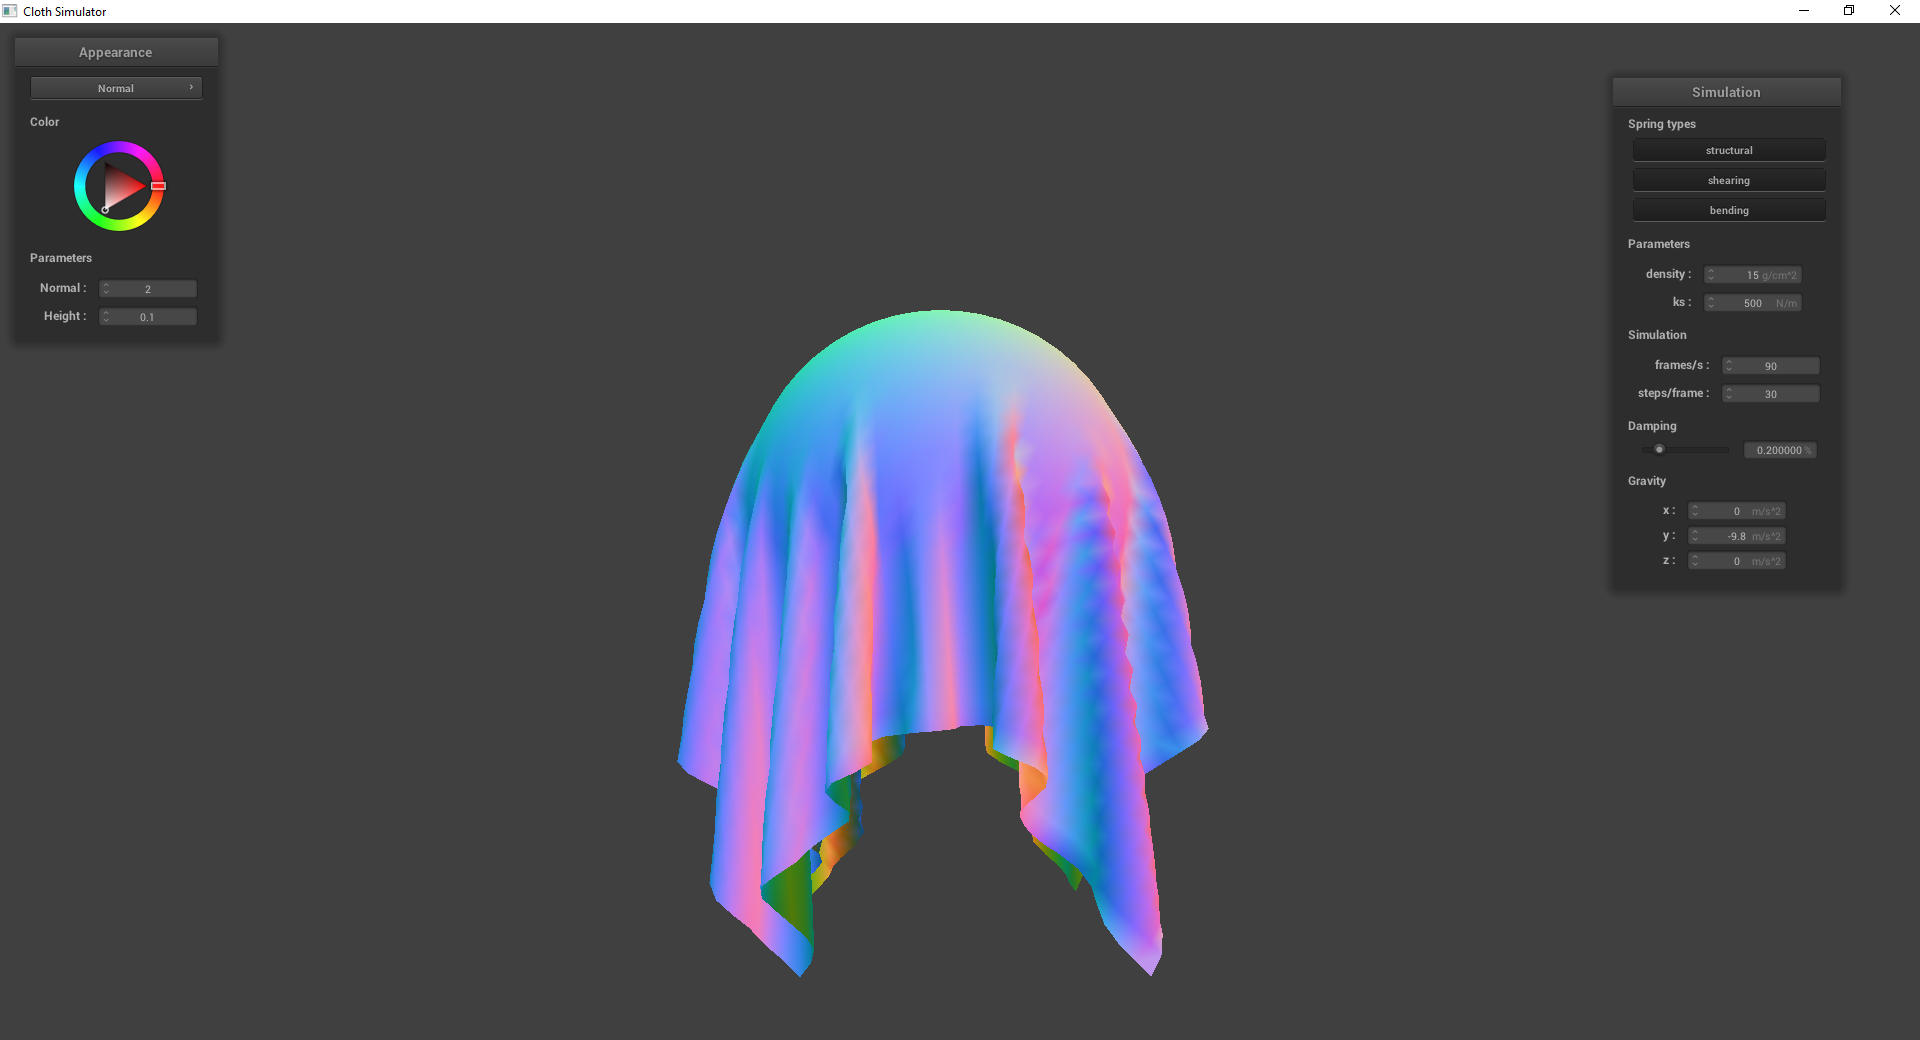 Cloth Simulator
Appearance
Normal
Color
Parameters
Normal : 2
Height : 0.1
Simulation
Spring types
structural
shearing
bending
Parameters
density : 15 g/cm^2
ks : 500 N/m
Simulation
frames/s : 90
steps/frame : 30
Damping
0.200000 %
Gravity
x : 0 m/s^2
y : -9.8 m/s^2
z : 0 m/s^2